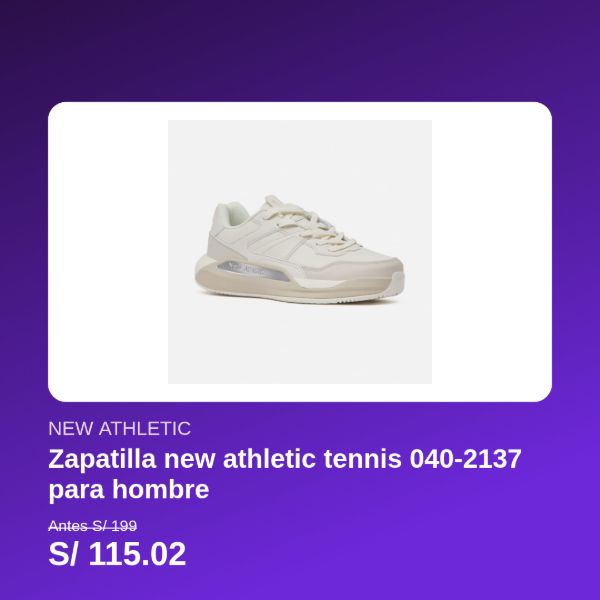 NEW ATHLETIC
Zapatilla new athletic tennis 040-2137
para hombre
Antes S/ 199
S/ 115.02